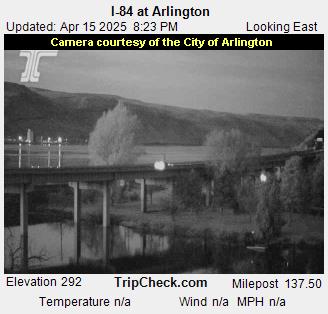 I-84 at Arlington
Updated: Apr 15 2025 8:23 PM Looking East
Camera courtesy of the City of Arlington
Elevation 292 TripCheck.com Milepost 137.50
Temperature n/a Wind n/a MPH n/a